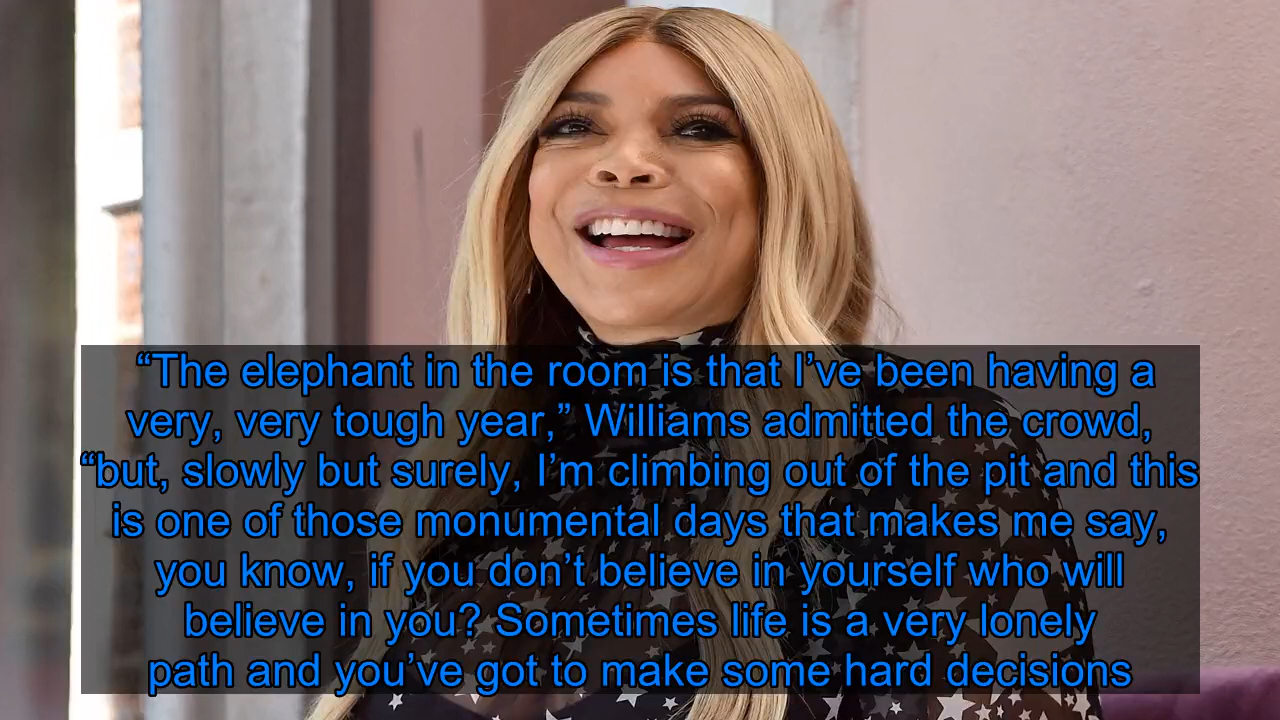 “The elephant in the room is that I’ve been having a
very, very tough year,” Williams admitted the crowd,
“but, slowly but surely, I’m climbing out of the pit and this
is one of those monumental days that makes me say,
you know, if you don’t believe in yourself who will
believe in you? Sometimes life is a very lonely
path and you’ve got to make some hard decisions